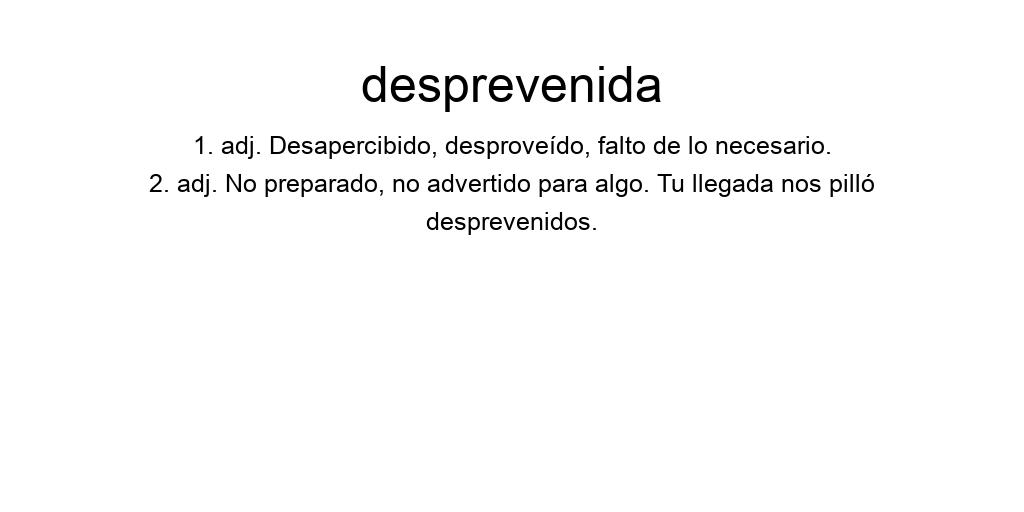 desprevenida
1. adj. Desapercibido, desproveído, falto de lo necesario.
2. adj. No preparado, no advertido para algo. Tu llegada nos pilló
desprevenidos.